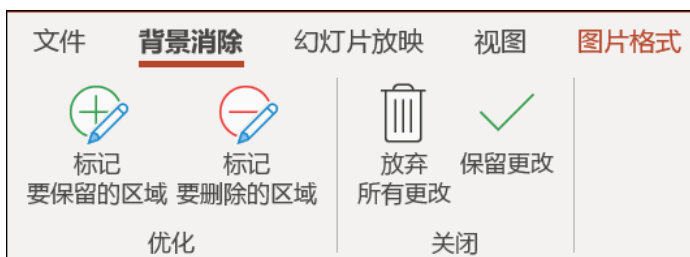 文件 背景消除 幻灯片放映 视图 图片格式
标记 标记 放弃 保留更改
要保留的区域 要删除的区域 所有更改
优化 关闭